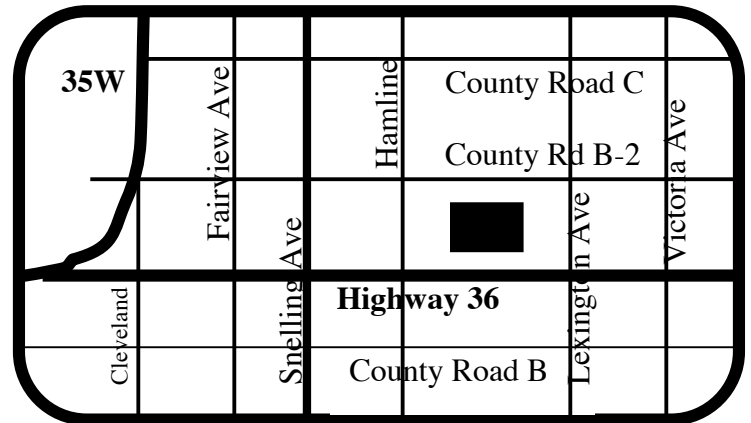 35W
Fairview Ave
Hamline
County Road C
County Rd B-2
Victoria Ave
Snelling Ave
Lexington Ave
Highway 36
Cleveland
County Road B